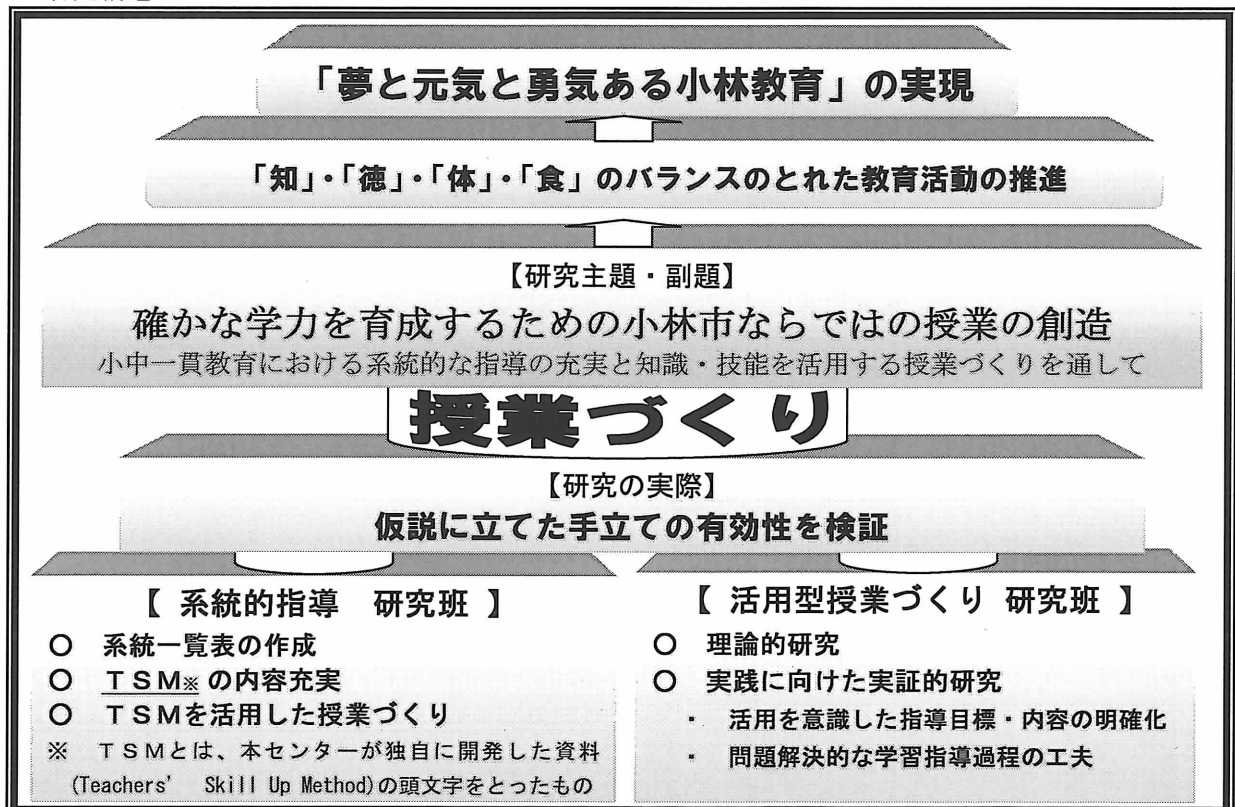 「夢と元気と勇気ある小林教育」の実現
「知」・「徳」・「体」・「食」のバランスのとれた教育活動の推進
【研究主題・副題】
確かな学力を育成するための小林市ならではの授業の創造
小中一貫教育における系統的な指導の充実と知識・技能を活用する授業づくりを通して
授業づくり
【研究の実際】
仮説に立てた手立ての有効性を検証
【 系統的指導　研究班 】
○　系統一覧表の作成
○　ＴＳＭ※ の内容充実
○　ＴＳＭを活用した授業づくり
※　ＴＳＭとは、本センターが独自に開発した資料
(Teachers'　Skill Up Method)の頭文字をとったもの
【 活用型授業づくり 研究班 】
○　理論的研究
○　実践に向けた実証的研究
・　活用を意識した指導目標・内容の明確化
・　問題解決的な学習指導過程の工夫